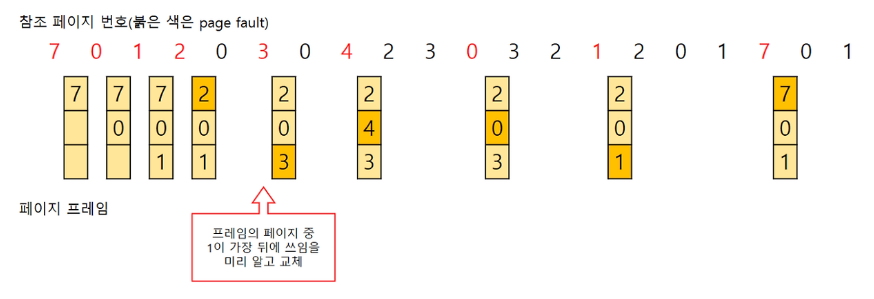 참조 페이지 번호(붉은 색은 page fault)
7 0 1 2 0 3 0 4 2 3 0 3 2 1 2 0 1 7 0 1
7 7 7 2 2 2 2 2 7
0 0 0 0 4 0 0 0
1 1 3 3 3 1 1
페이지 프레임
프레임의 페이지 중
1이 가장 뒤에 쓰임을
미리 알고 교체